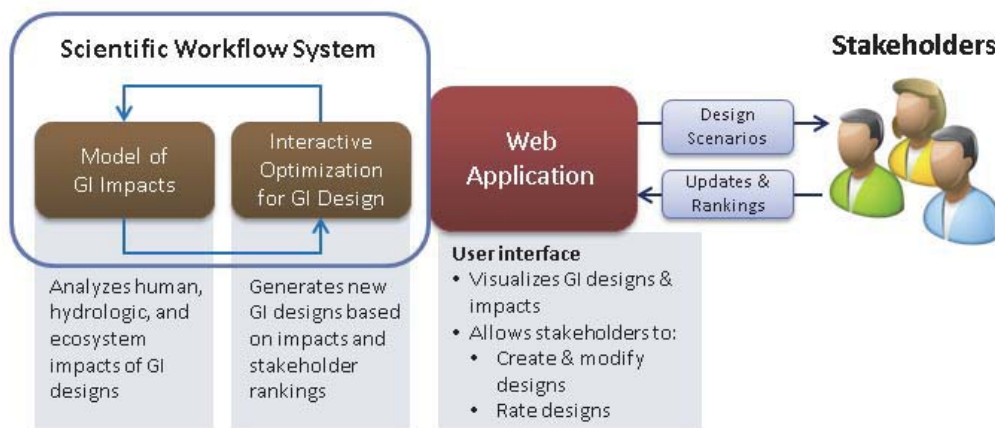 Scientific Workflow System
Stakeholders
Model of
GI Impacts
Interactive
Optimization
for GI Design
Web
Application
Design
Scenarios
Updates &
Rankings
Analyzes human,
hydrologic, and
ecosystem
impacts of GI
designs
Generates new
GI designs based
on impacts and
stakeholder
rankings
User interface
• Visualizes GI designs &
impacts
• Allows stakeholders to:
• Create & modify
designs
• Rate designs